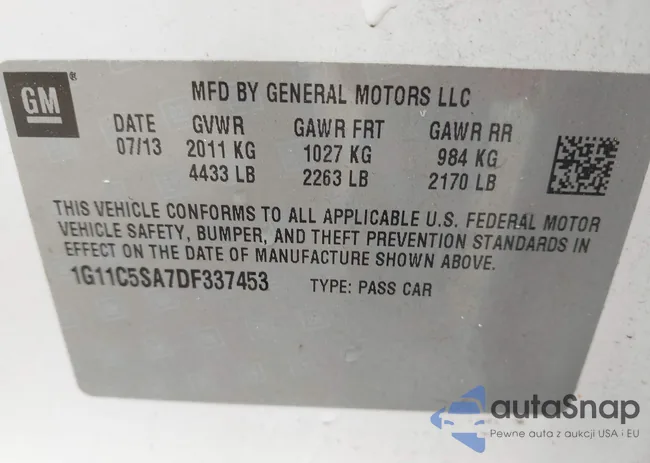 GM ®
MFD BY GENERAL MOTORS LLC
DATE GVWR GAWR FRT GAWR RR
07/13 2011 KG 1027 KG 984 KG
4433 LB 2263 LB 2170 LB
THIS VEHICLE CONFORMS TO ALL APPLICABLE U.S. FEDERAL MOTOR
VEHICLE SAFETY, BUMPER, AND THEFT PREVENTION STANDARDS IN
EFFECT ON THE DATE OF MANUFACTURE SHOWN ABOVE.
1G11C5SA7DF337453 TYPE: PASS CAR
autaSnap
Pewne auta z aukcji USA i EU